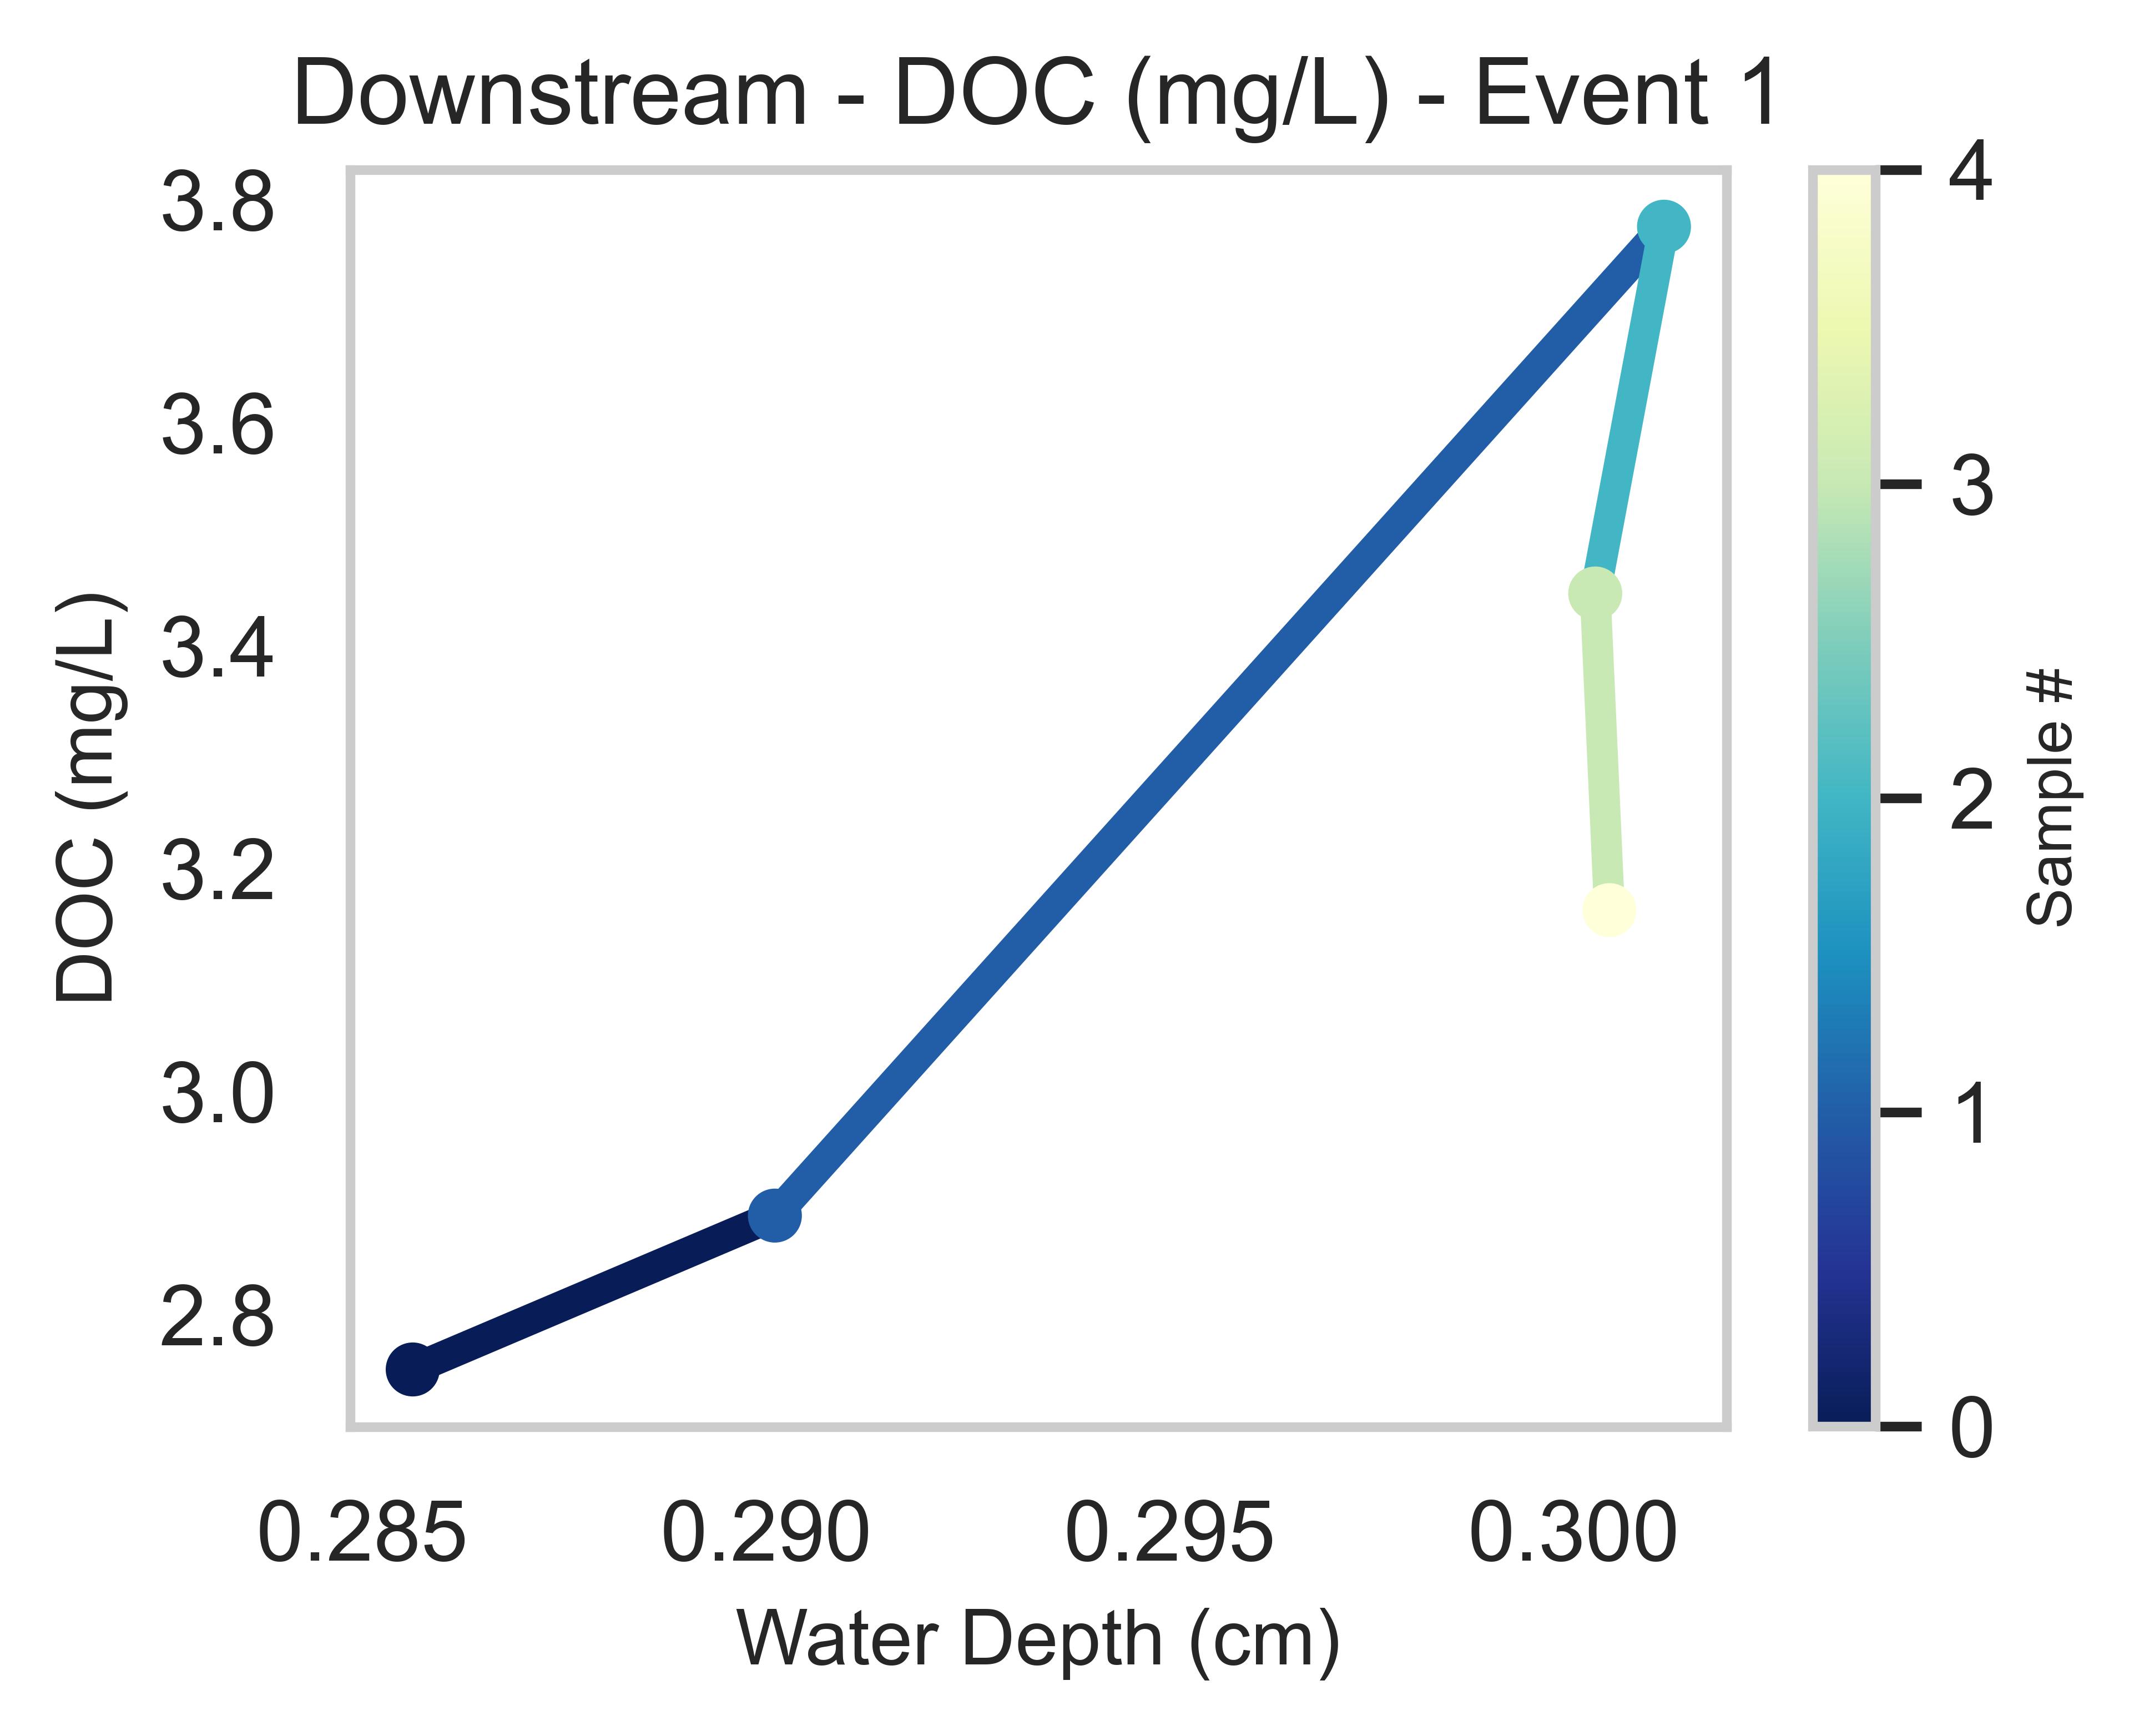 Downstream - DOC (mg/L) - Event 1
3.8
3.6
3.4
3.2
3.0
2.8
DOC (mg/L)
0.285 0.290 0.295 0.300
Water Depth (cm)
4
3
2
1
0
Sample #